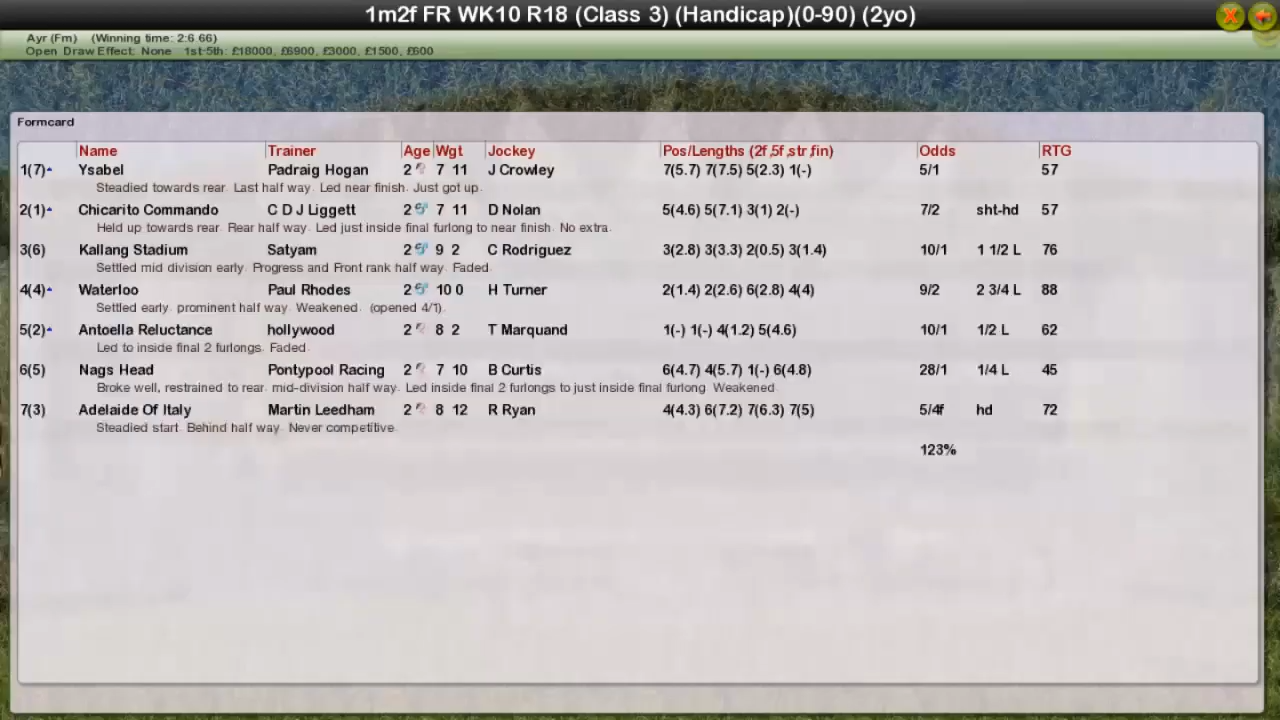 1m2f FR WK10 R18 (Class 3) (Handicap)(0-90) (2yo)
Ayr (Fm) (Winning time: 2:6.66)
Open Draw Effect: None 1st-5th: £18000, £6900, £3000, £1500, £600
Formcard
Name Trainer Age Wgt Jockey Pos/Lengths (2f,5f,str,fin) Odds RTG
1(7) Ysabel Padraig Hogan 2 7 11 J Crowley 7(5.7) 7(7.5) 5(2.3) 1(-) 5/1 57
Steadied towards rear. Last half way. Led near finish. Just got up.
2(1) Chicarito Commando C D J Liggett 2 7 11 D Nolan 5(4.6) 5(7.1) 3(1) 2(-) 7/2 sht-hd 57
Held up towards rear. Rear half way. Led just inside final furlong to near finish. No extra.
3(6) Kallang Stadium Satyam 2 9 2 C Rodriguez 3(2.8) 3(3.3) 2(0.5) 3(1.4) 10/1 1 1/2 L 76
Settled mid division early. Progress and Front rank half way. Faded.
4(4) Waterloo Paul Rhodes 2 10 0 H Turner 2(1.4) 2(2.6) 6(2.8) 4(4) 9/2 2 3/4 L 88
Settled early. prominent half way. Weakened. (opened 4/1).
5(2) Antoella Reluctance hollywood 2 8 2 T Marquand 1(-) 1(-) 4(1.2) 5(4.6) 10/1 1/2 L 62
Led to inside final 2 furlongs. Faded.
6(5) Nags Head Pontypool Racing 2 7 10 B Curtis 6(4.7) 4(5.7) 1(-) 6(4.8) 28/1 1/4 L 45
Broke well, restrained to rear. mid-division half way. Led inside final 2 furlongs to just inside final furlong. Weakened.
7(3) Adelaide Of Italy Martin Leedham 2 8 12 R Ryan 4(4.3) 6(7.2) 7(6.3) 7(5) 5/4f hd 72
Steadied start. Behind half way. Never competitive.
123%